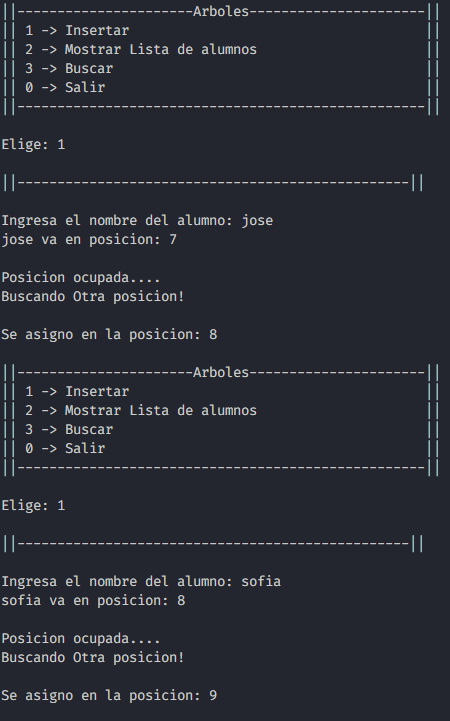 ||----------------------Arboles----------------------||
|| 1 -> Insertar ||
|| 2 -> Mostrar Lista de alumnos ||
|| 3 -> Buscar ||
|| 0 -> Salir ||
||---------------------------------------------------||
Elige: 1
||-------------------------------------------------||
Ingresa el nombre del alumno: jose
jose va en posicion: 7
Posicion ocupada....
Buscando Otra posicion!
Se asigno en la posicion: 8
||----------------------Arboles----------------------||
|| 1 -> Insertar ||
|| 2 -> Mostrar Lista de alumnos ||
|| 3 -> Buscar ||
|| 0 -> Salir ||
||---------------------------------------------------||
Elige: 1
||-------------------------------------------------||
Ingresa el nombre del alumno: sofia
sofia va en posicion: 8
Posicion ocupada....
Buscando Otra posicion!
Se asigno en la posicion: 9